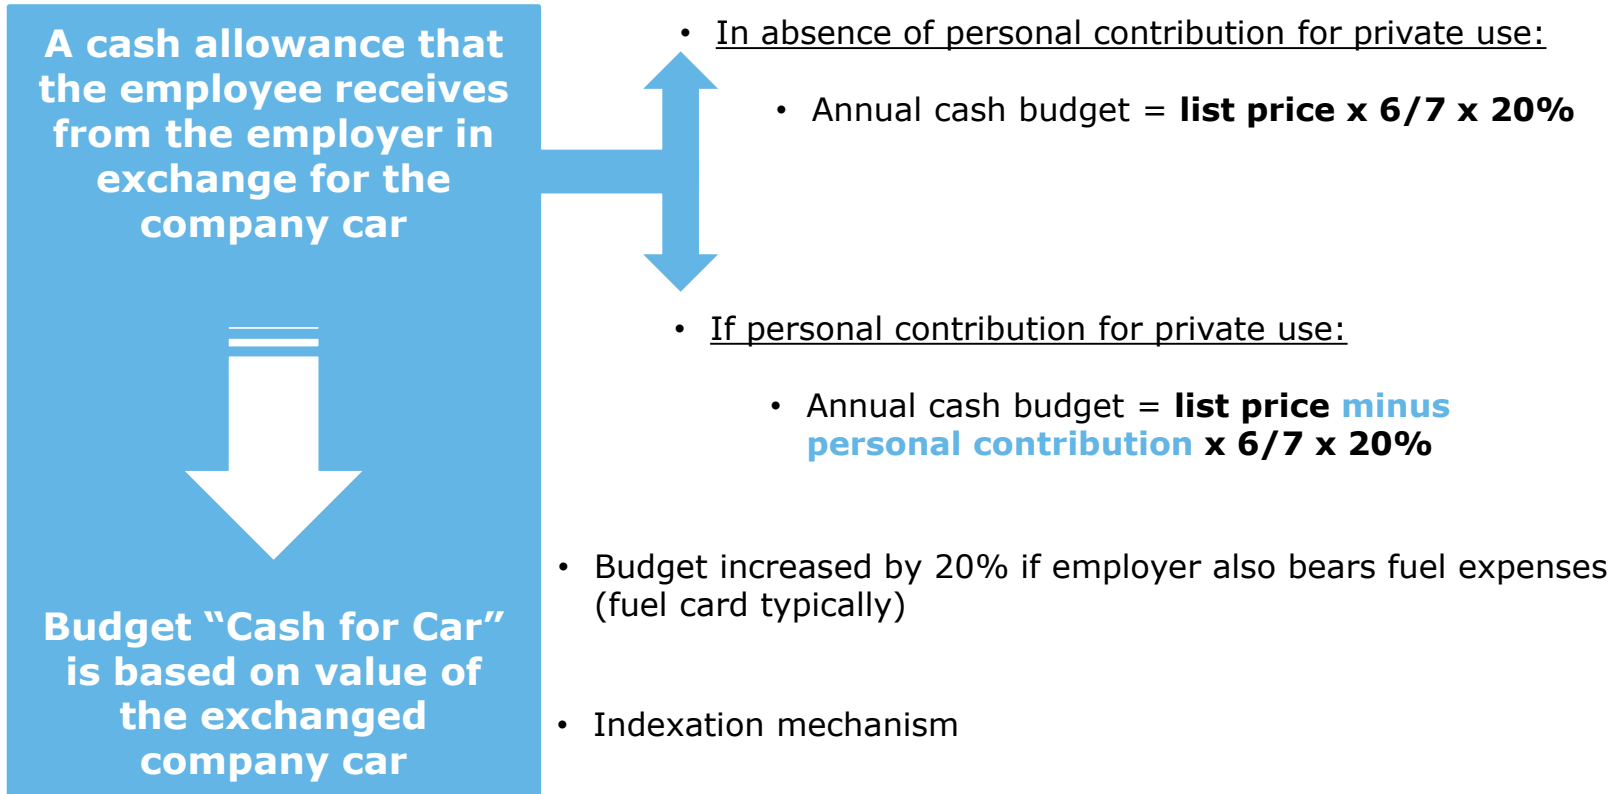 A cash allowance that
the employee receives
from the employer in
exchange for the
company car
Budget “Cash for Car”
is based on value of
the exchanged
company car
• In absence of personal contribution for private use:
• Annual cash budget = list price x 6/7 x 20%
• If personal contribution for private use:
• Annual cash budget = list price minus
personal contribution x 6/7 x 20%
• Budget increased by 20% if employer also bears fuel expenses
(fuel card typically)
• Indexation mechanism